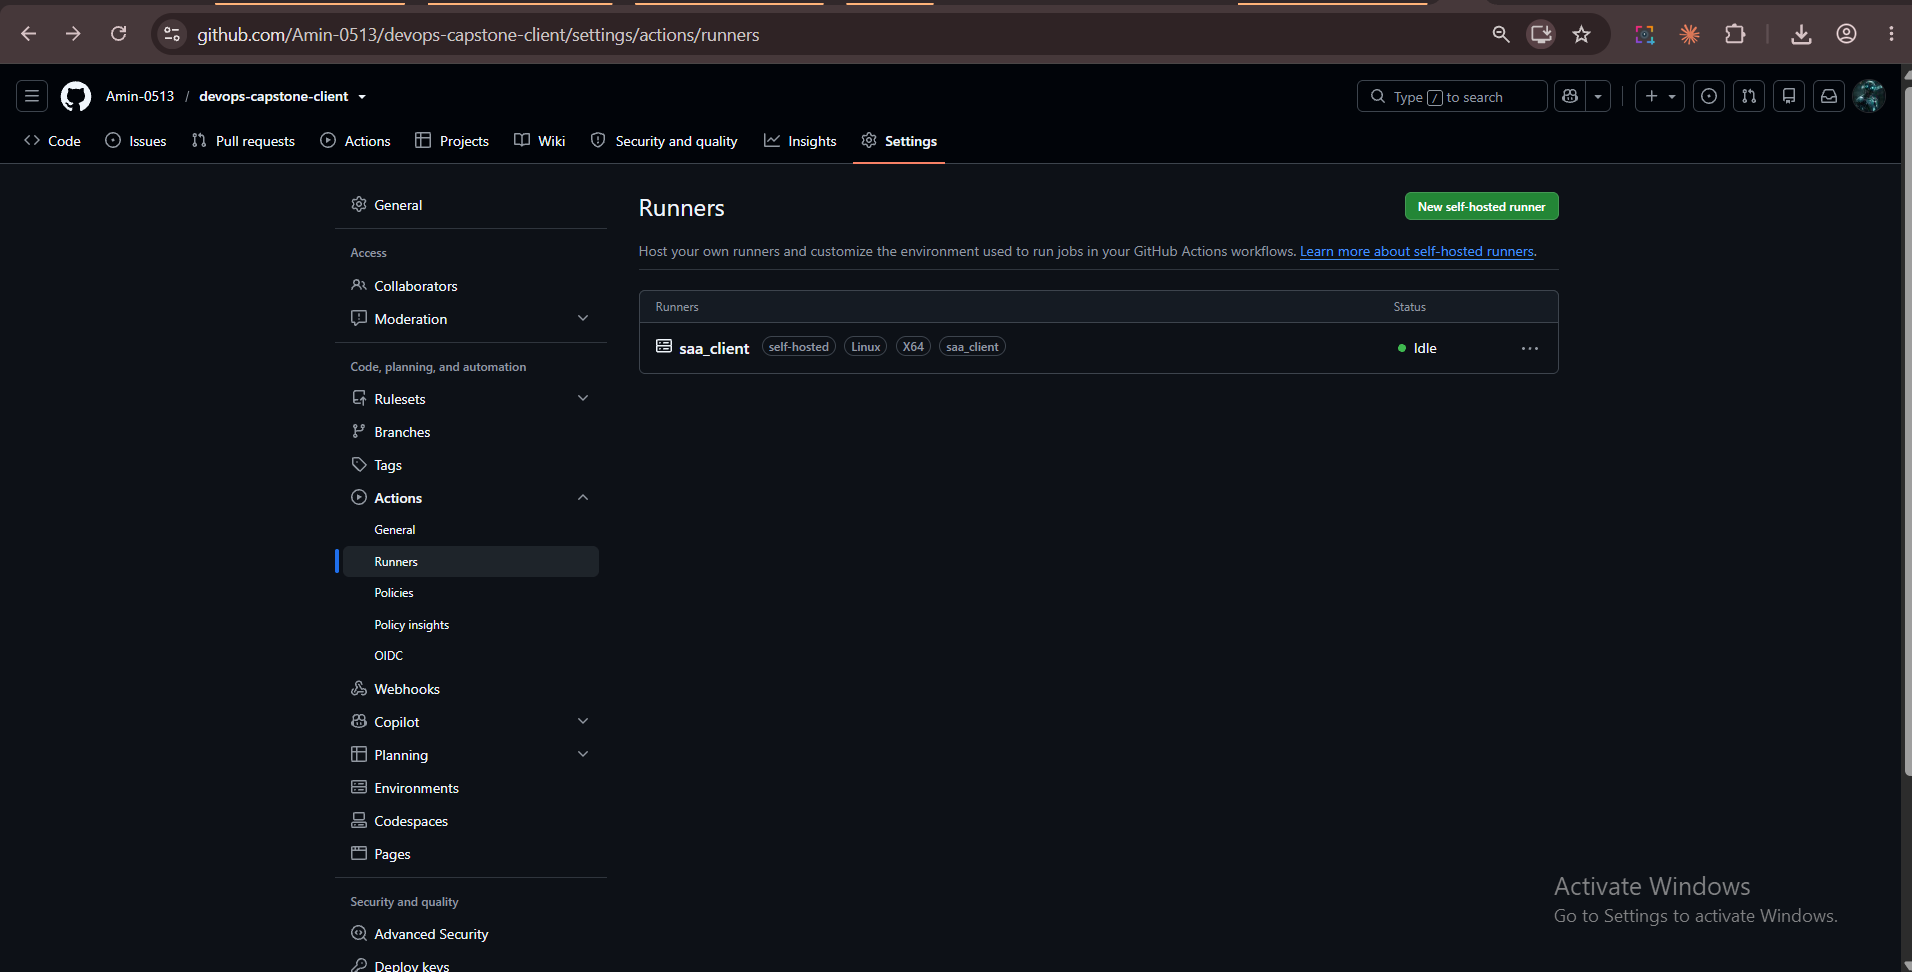 github.com/Amin-0513/devops-capstone-client/settings/actions/runners
Amin-0513 / devops-capstone-client
Type / to search
Code
Issues
Pull requests
Actions
Projects
Wiki
Security and quality
Insights
Settings
General
Access
Collaborators
Moderation
Code, planning, and automation
Rulesets
Branches
Tags
Actions
General
Runners
Policies
Policy insights
OIDC
Webhooks
Copilot
Planning
Environments
Codespaces
Pages
Security and quality
Advanced Security
Deploy keys
Runners
New self-hosted runner
Host your own runners and customize the environment used to run jobs in your GitHub Actions workflows. Learn more about self-hosted runners.
Runners Status
saa_client self-hosted Linux X64 saa_client Idle
Activate Windows
Go to Settings to activate Windows.